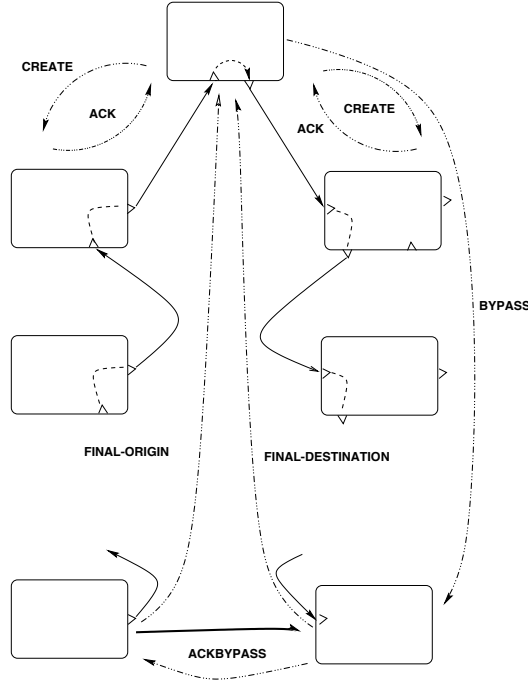 CREATE
ACK
CREATE
ACK
BYPASS
FINAL-ORIGIN
FINAL-DESTINATION
ACKBYPASS